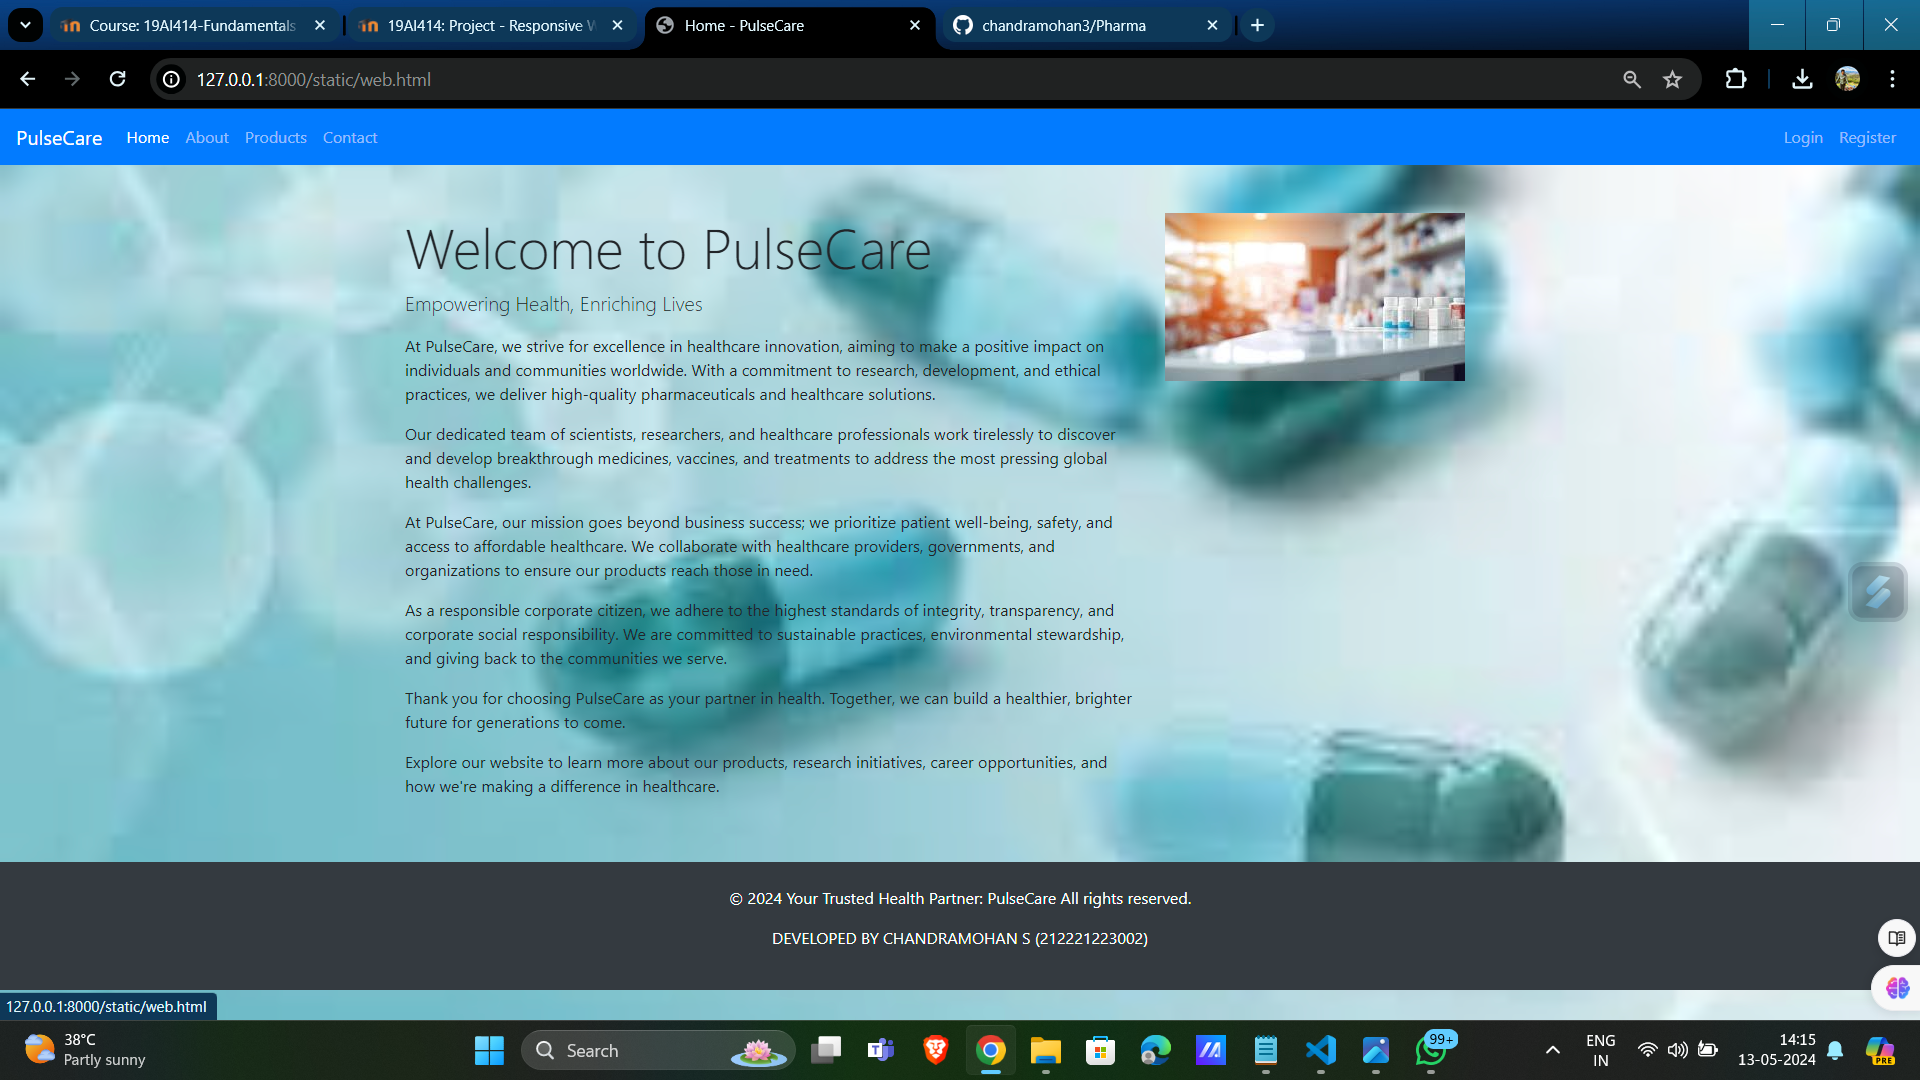 Course: 19AI414-Fundamentals
19AI414: Project - Responsive W
Home - PulseCare
chandramohan3/Pharma
127.0.0.1:8000/static/web.html
PulseCare Home About Products Contact Login Register
Welcome to PulseCare
Empowering Health, Enriching Lives
At PulseCare, we strive for excellence in healthcare innovation, aiming to make a positive impact on
individuals and communities worldwide. With a commitment to research, development, and ethical
practices, we deliver high-quality pharmaceuticals and healthcare solutions.
Our dedicated team of scientists, researchers, and healthcare professionals work tirelessly to discover
and develop breakthrough medicines, vaccines, and treatments to address the most pressing global
health challenges.
At PulseCare, our mission goes beyond business success; we prioritize patient well-being, safety, and
access to affordable healthcare. We collaborate with healthcare providers, governments, and
organizations to ensure our products reach those in need.
As a responsible corporate citizen, we adhere to the highest standards of integrity, transparency, and
corporate social responsibility. We are committed to sustainable practices, environmental stewardship,
and giving back to the communities we serve.
Thank you for choosing PulseCare as your partner in health. Together, we can build a healthier, brighter
future for generations to come.
Explore our website to learn more about our products, research initiatives, career opportunities, and
how we're making a difference in healthcare.
© 2024 Your Trusted Health Partner: PulseCare All rights reserved.
DEVELOPED BY CHANDRAMOHAN S (212221223002)
127.0.0.1:8000/static/web.html
38°C
Partly sunny
Search
99+
ENG
IN
14:15
13-05-2024
PRE